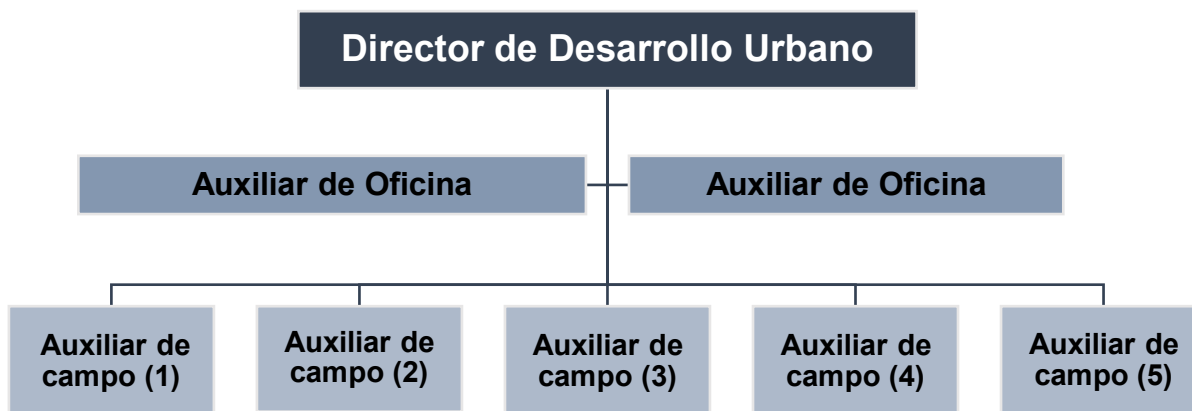 Director de Desarrollo Urbano
Auxiliar de Oficina
Auxiliar de Oficina
Auxiliar de
campo (1)
Auxiliar de
campo (2)
Auxiliar de
campo (3)
Auxiliar de
campo (4)
Auxiliar de
campo (5)